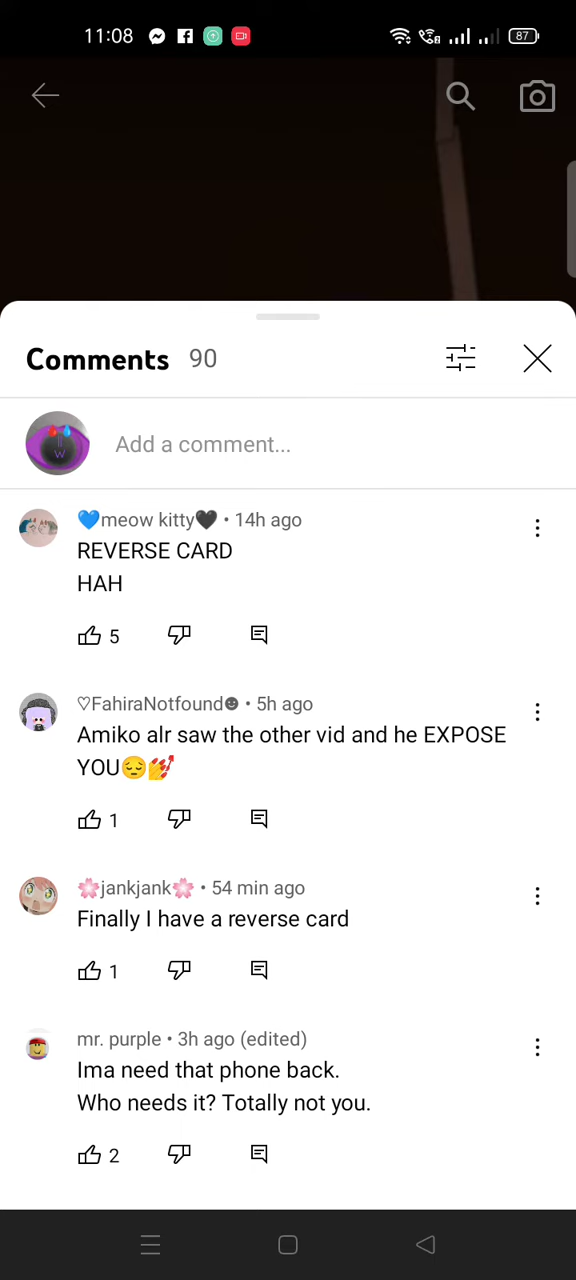 11:08
87
Comments 90
Add a comment...
💙meow kitty🖤 • 14h ago
REVERSE CARD
HAH
5
♡FahiraNotfound☻ • 5h ago
Amiko alr saw the other vid and he EXPOSE
YOU😔💅
1
🌸jankjank🌸 • 54 min ago
Finally I have a reverse card
1
mr. purple • 3h ago (edited)
Ima need that phone back.
Who needs it? Totally not you.
2